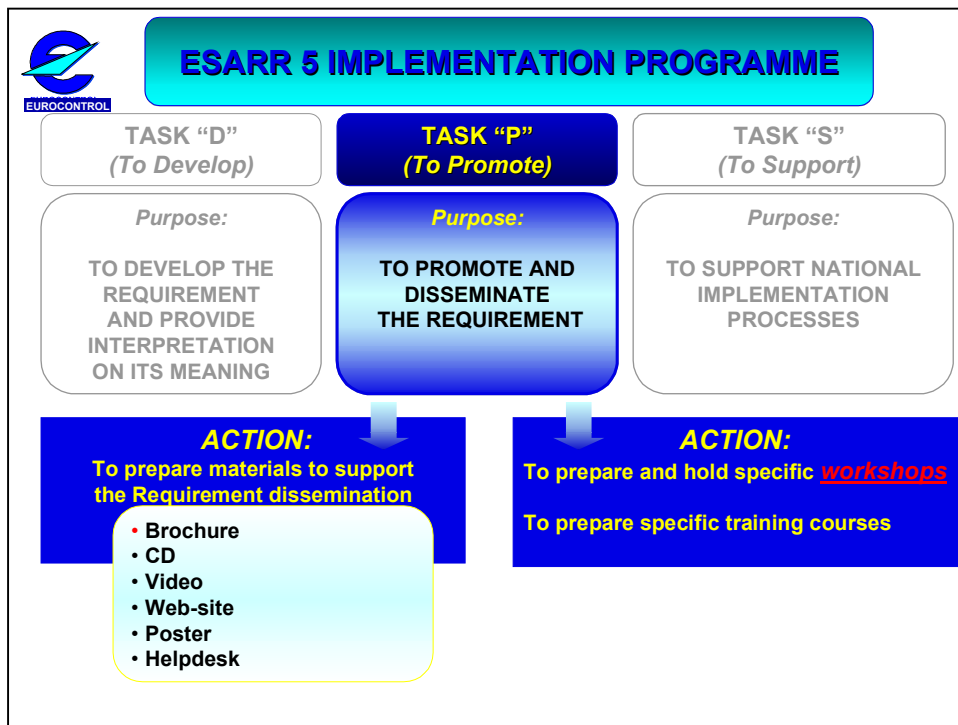 ESARR 5 IMPLEMENTATION PROGRAMME
EUROCONTROL
TASK “D”
(To Develop)
Purpose:
TO DEVELOP THE
REQUIREMENT
AND PROVIDE
INTERPRETATION
ON ITS MEANING
TASK “P”
(To Promote)
Purpose:
TO PROMOTE AND
DISSEMINATE
THE REQUIREMENT
TASK “S”
(To Support)
Purpose:
TO SUPPORT NATIONAL
IMPLEMENTATION
PROCESSES
ACTION:
To prepare materials to support
the Requirement dissemination
• Brochure
• CD
• Video
• Web-site
• Poster
• Helpdesk
ACTION:
To prepare and hold specific workshops
To prepare specific training courses